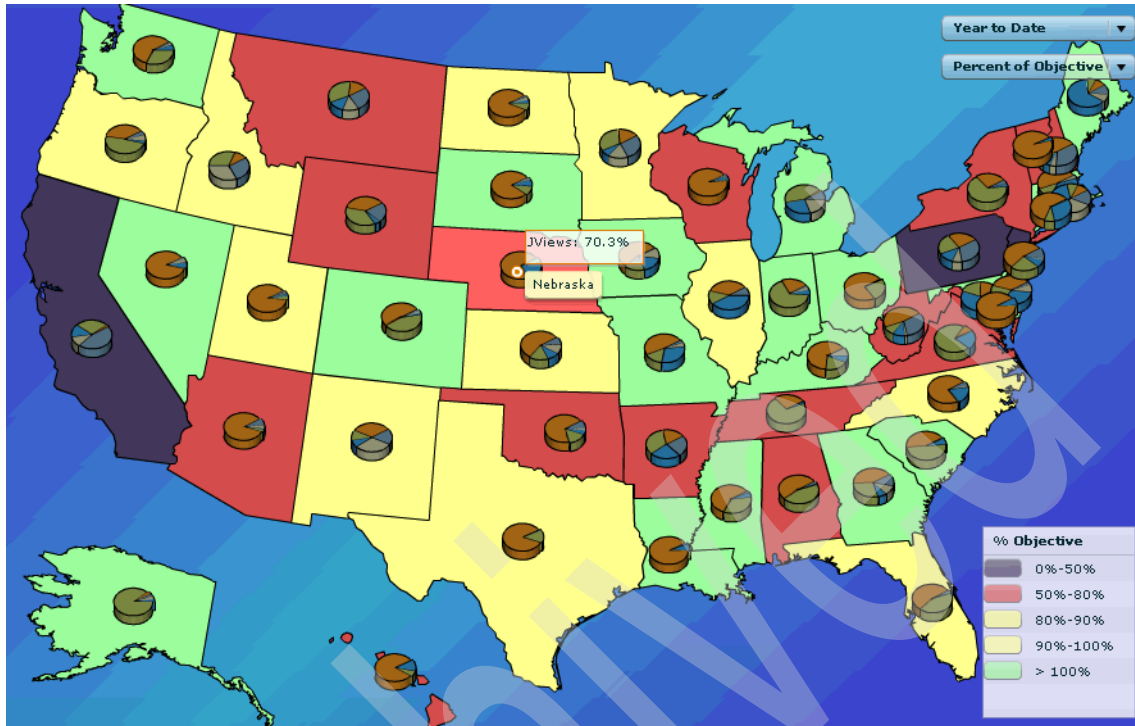 Year to Date
Percent of Objective
JViews: 70.3%
Nebraska
% Objective
0%-50%
50%-80%
80%-90%
90%-100%
> 100%